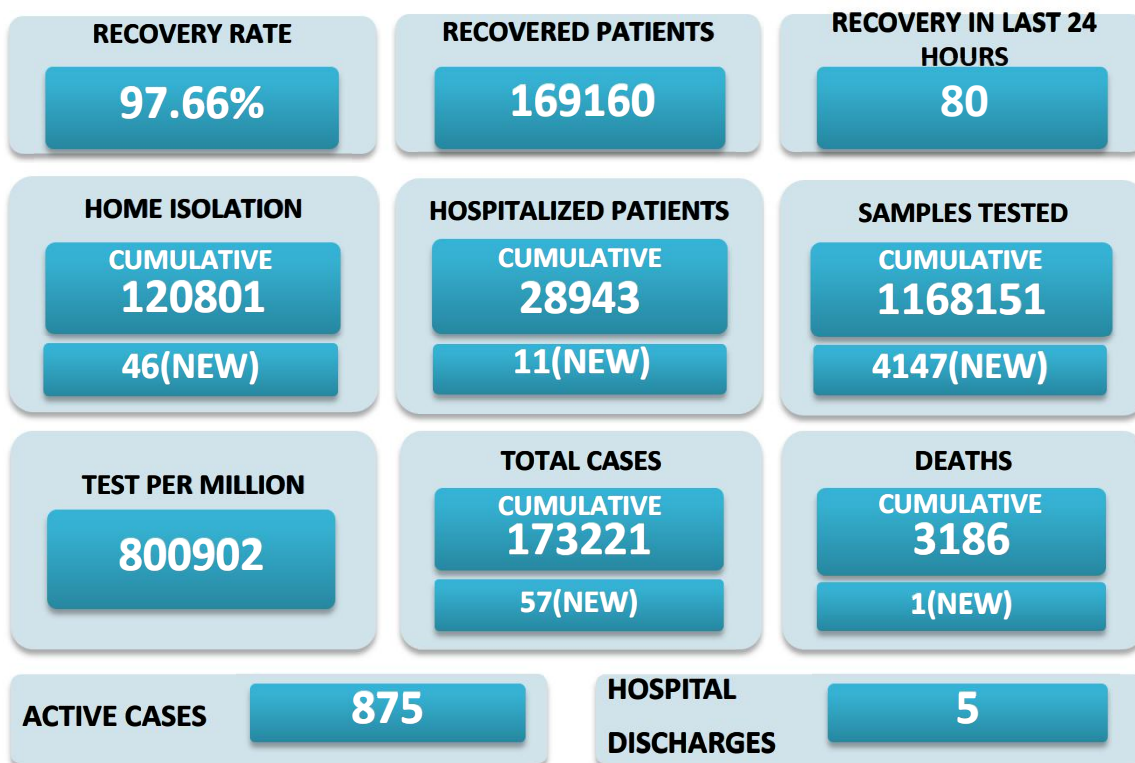 RECOVERY RATE
97.66%
RECOVERED PATIENTS
169160
RECOVERY IN LAST 24
HOURS
80
HOME ISOLATION
CUMULATIVE
120801
46(NEW)
HOSPITALIZED PATIENTS
CUMULATIVE
28943
11(NEW)
SAMPLES TESTED
CUMULATIVE
1168151
4147(NEW)
TEST PER MILLION
800902
TOTAL CASES
CUMULATIVE
173221
57(NEW)
DEATHS
CUMULATIVE
3186
1(NEW)
ACTIVE CASES
875
HOSPITAL
DISCHARGES
5